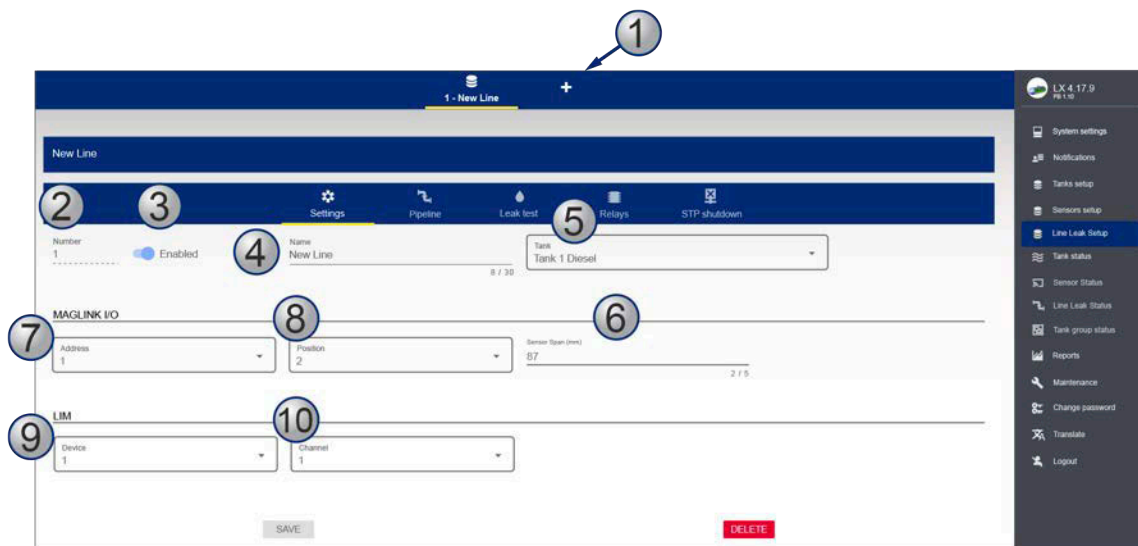 1
1 - New Line
+
LX 4.17.9
PB 1.10
System settings
Notifications
Tanks setup
Sensors setup
Line Leak Setup
Tank status
Sensor Status
Line Leak Status
Tank group status
Reports
Maintenance
Change password
Translate
Logout
New Line
2
3
Settings
Pipeline
Leak test
Relays
STP shutdown
5
Number
1
Enabled
4
Name
New Line
8 / 30
Tank
Tank 1 Diesel
MAGLINK I/O
7
8
6
Address
1
Position
2
Sensor Span (mm)
87
2 / 5
LIM
9
10
Device
1
Channel
1
SAVE
DELETE